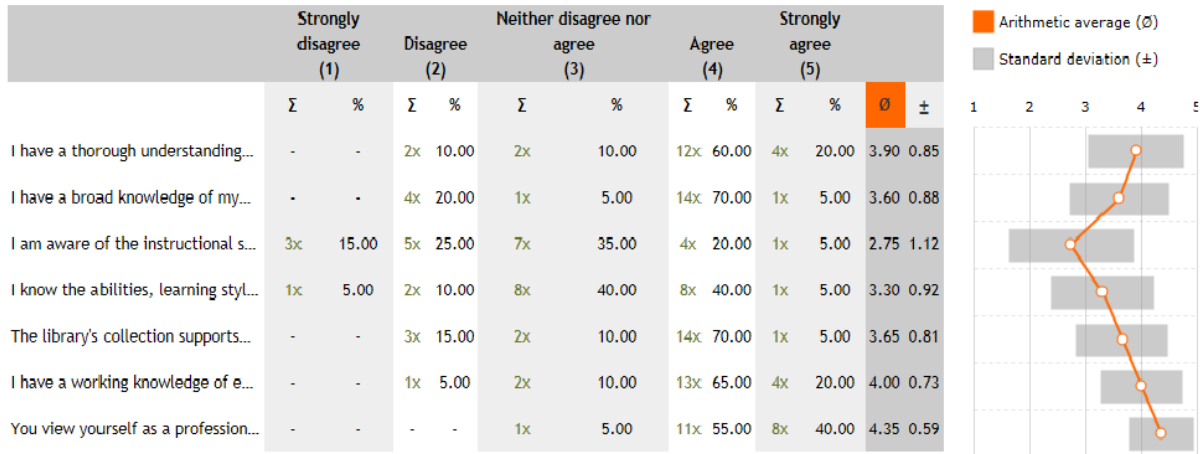 Strongly disagree (1) Disagree (2) Neither disagree nor agree (3) Agree (4) Strongly agree (5)
Σ % Σ % Σ % Σ % Σ % Ø ±
I have a thorough understanding... - - 2x 10.00 2x 10.00 12x 60.00 4x 20.00 3.90 0.85
I have a broad knowledge of my... - - 4x 20.00 1x 5.00 14x 70.00 1x 5.00 3.60 0.88
I am aware of the instructional s... 3x 15.00 5x 25.00 7x 35.00 4x 20.00 1x 5.00 2.75 1.12
I know the abilities, learning styl... 1x 5.00 2x 10.00 8x 40.00 8x 40.00 1x 5.00 3.30 0.92
The library's collection supports... - - 3x 15.00 2x 10.00 14x 70.00 1x 5.00 3.65 0.81
I have a working knowledge of e... - - 1x 5.00 2x 10.00 13x 65.00 4x 20.00 4.00 0.73
You view yourself as a profession... - - - - 1x 5.00 11x 55.00 8x 40.00 4.35 0.59
Arithmetic average (Ø)
Standard deviation (±)
1 2 3 4 5